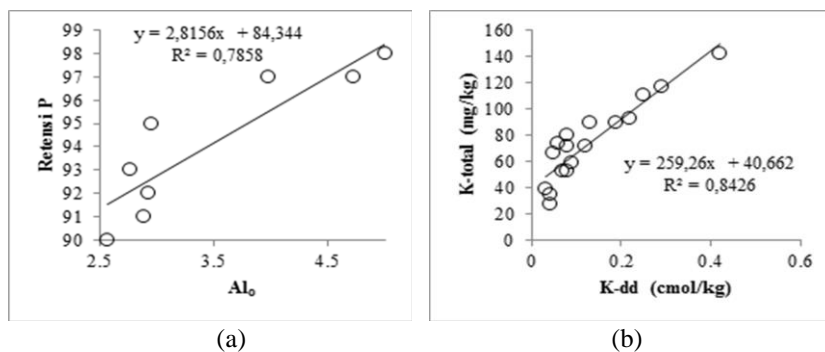 y = 2,8156x + 84,344
R² = 0,7858
99
98
97
96
95
94
93
92
91
90
Retensi P
2.5
3.5
4.5
Alo
(a)
160
140
120
100
80
60
40
20
0
K-total (mg/kg)
y = 259,26x + 40,662
R² = 0,8426
0
0.2
0.4
0.6
K-dd (cmol/kg)
(b)